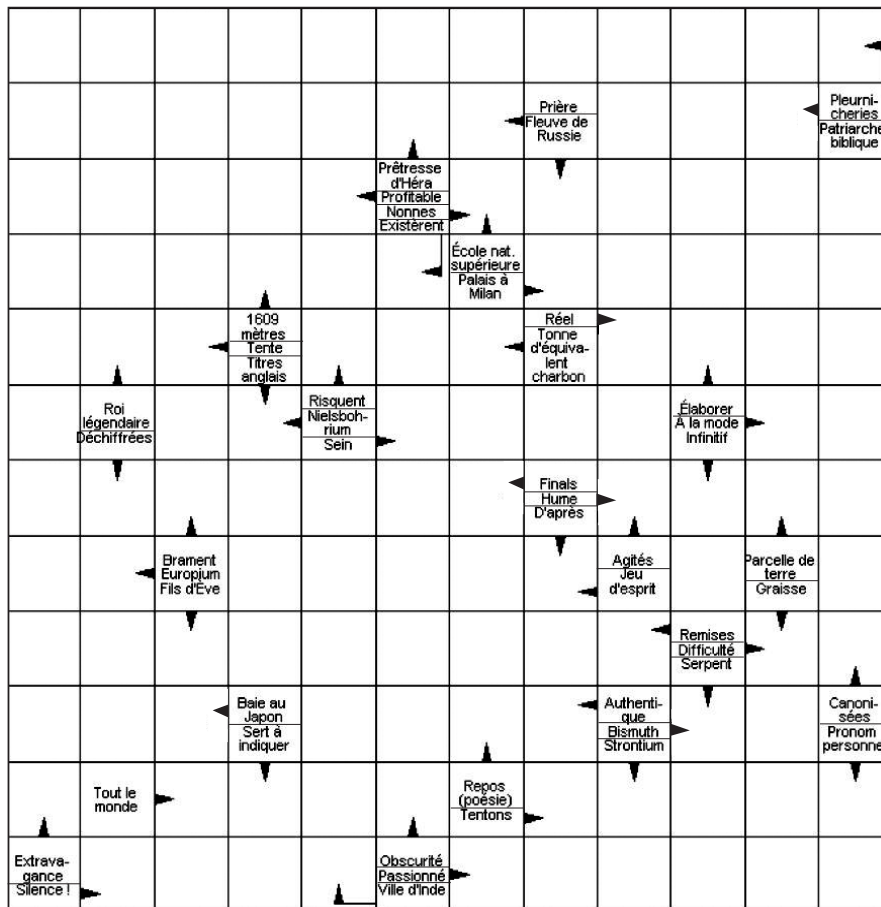 Prière
Fleuve de
Russie
Pleurni-
cheries
Patriarche
biblique
Prêtresse
d'Héra
Profitable
Nonnes
Existèrent
École nat.
supérieure
Palais à
Milan
1609
mètres
Tente
Titres
anglais
Réel
Tonne
d'équiva-
lent
charbon
Roi
légendaire
Déchiffrées
Risquent
Nielsboh-
rium
Sein
Élaborer
À la mode
Infinitif
Finals
Hume
D'après
Brament
Europium
Fils d'Ève
Agités
Jeu
d'esprit
Parcelle de
terre
Graisse
Remises
Difficulté
Serpent
Baie au
Japon
Sert à
indiquer
Authenti-
que
Bismuth
Strontium
Canoni-
sées
Pronom
personne
Tout le
monde
Repos
(poésie)
Tentons
Extrava-
gance
Silence !
Obscurité
Passionné
Ville d'Inde